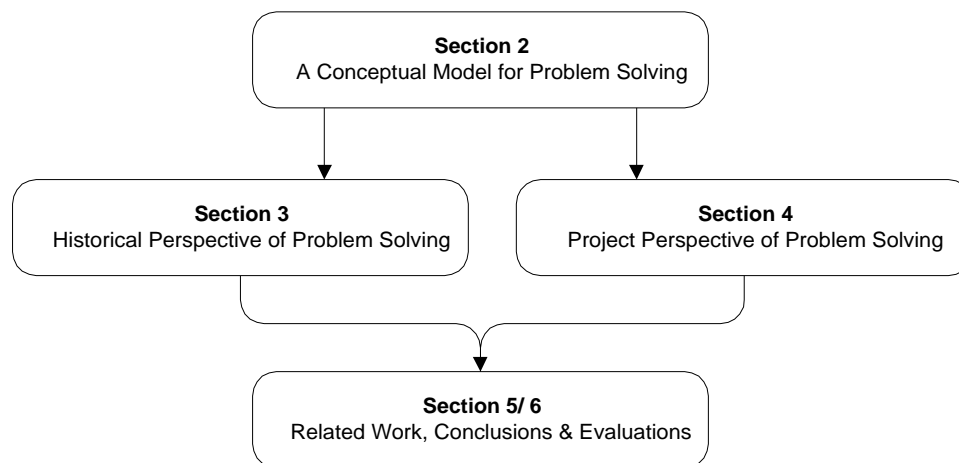 Section 2
A Conceptual Model for Problem Solving
Section 3
Historical Perspective of Problem Solving
Section 4
Project Perspective of Problem Solving
Section 5/ 6
Related Work, Conclusions & Evaluations